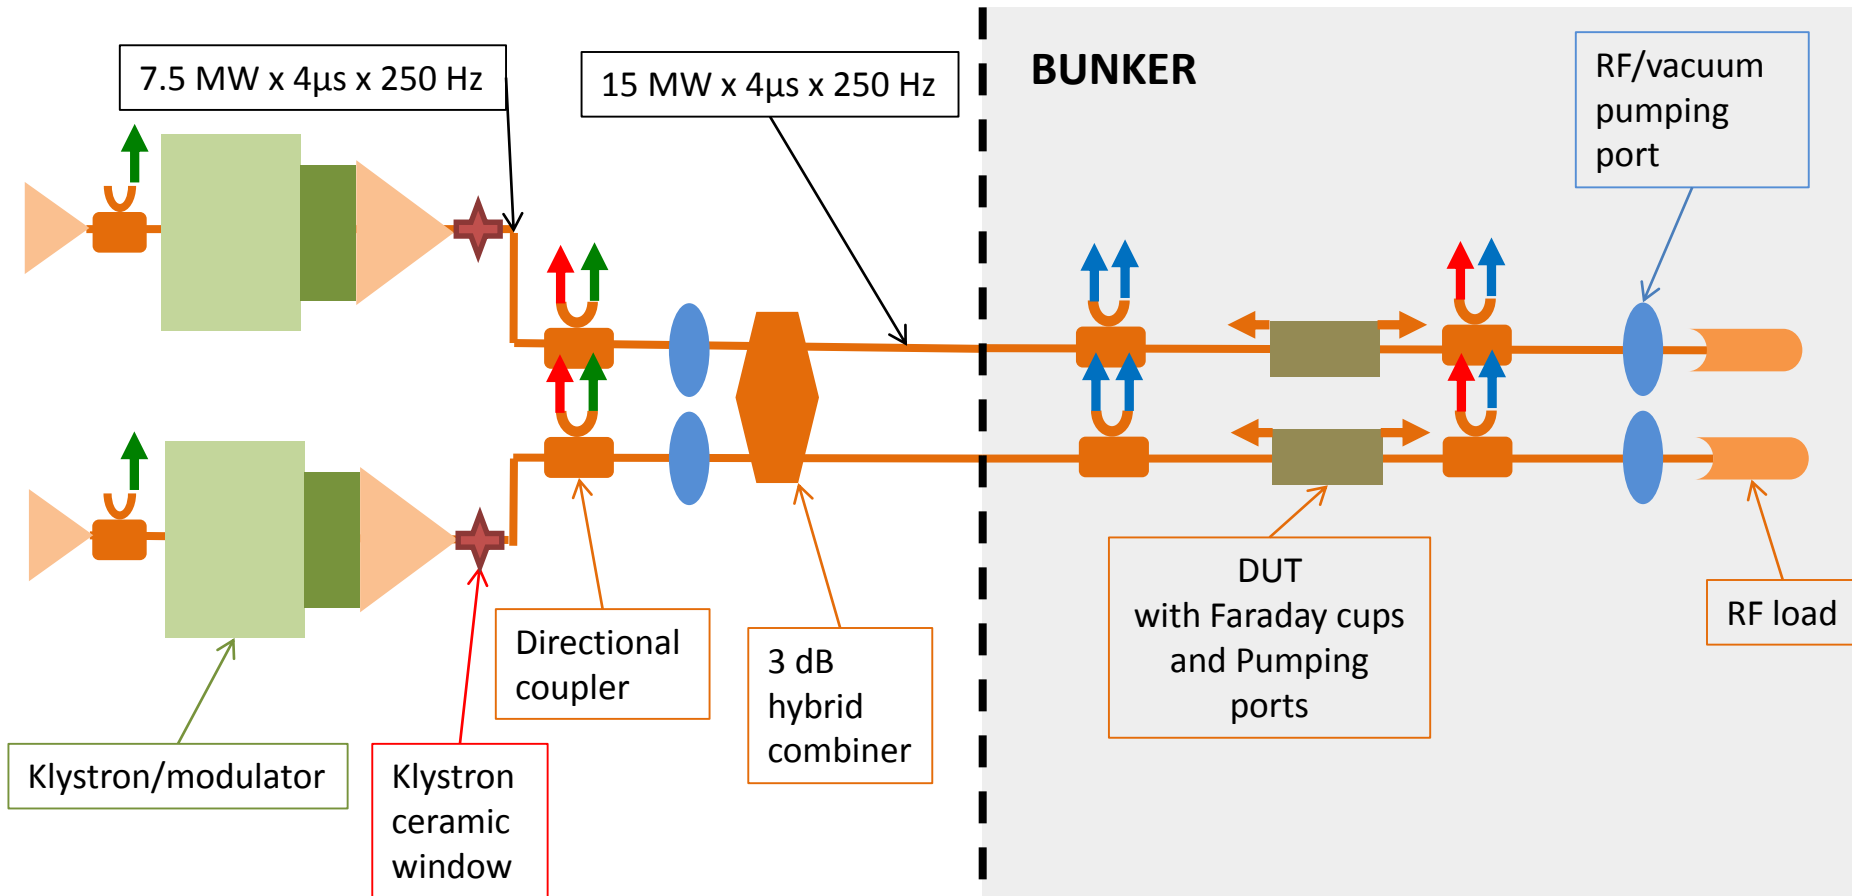 7.5 MW x 4µs x 250 Hz
15 MW x 4µs x 250 Hz
BUNKER
RF/vacuum
pumping
port
Directional
coupler
3 dB
hybrid
combiner
DUT
with Faraday cups
and Pumping
ports
RF load
Klystron/modulator
Klystron
ceramic
window